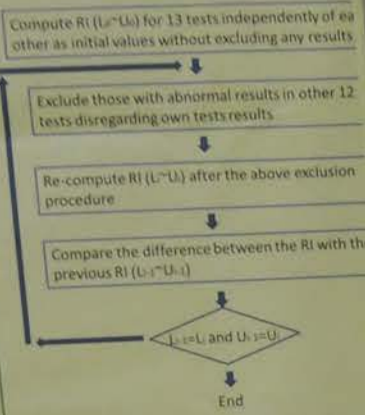 Compute RI (L₀~U₀) for 13 tests independently of ea
other as initial values without excluding any results
Exclude those with abnormal results in other 12
tests disregarding own tests results
Re-compute RI (Lᵢ~Uᵢ) after the above exclusion
procedure
Compare the difference between the RI with the
previous RI (Lᵢ₋₁~Uᵢ₋₁)
Lᵢ₋₁=Lᵢ and Uᵢ₋₁=Uᵢ
End